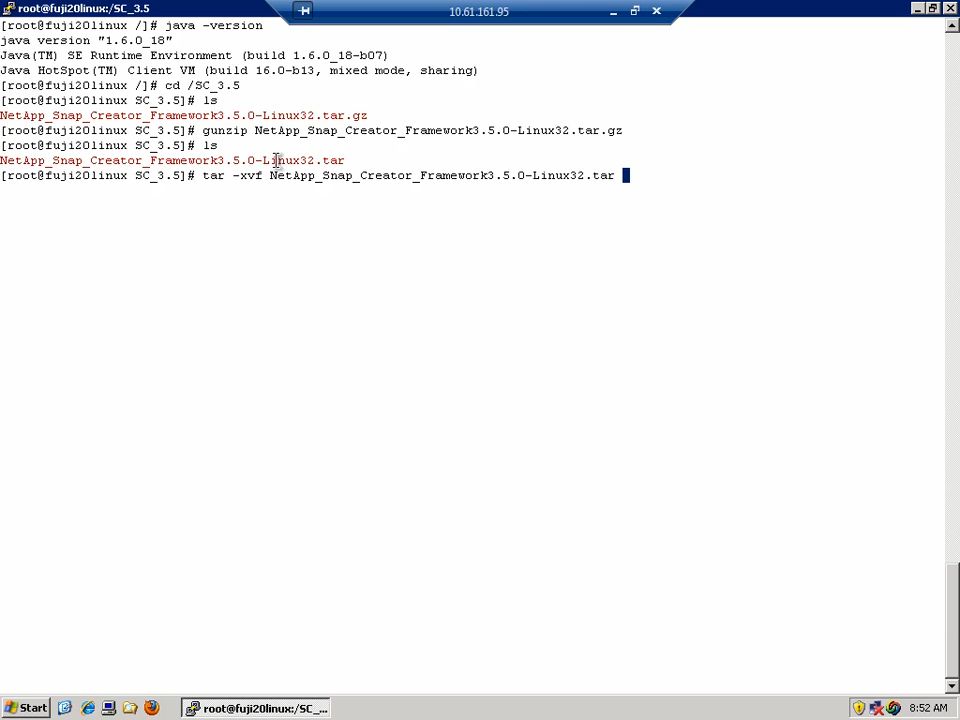 root@fuji20linux:/SC_3.5
10.61.161.95
[root@fuji20linux /]# java -version
java version "1.6.0_18"
Java(TM) SE Runtime Environment (build 1.6.0_18-b07)
Java HotSpot(TM) Client VM (build 16.0-b13, mixed mode, sharing)
[root@fuji20linux /]# cd /SC_3.5
[root@fuji20linux SC_3.5]# ls
NetApp_Snap_Creator_Framework3.5.0-Linux32.tar.gz
[root@fuji20linux SC_3.5]# gunzip NetApp_Snap_Creator_Framework3.5.0-Linux32.tar.gz
[root@fuji20linux SC_3.5]# ls
NetApp_Snap_Creator_Framework3.5.0-Linux32.tar
[root@fuji20linux SC_3.5]# tar -xvf NetApp_Snap_Creator_Framework3.5.0-Linux32.tar
Start
root@fuji20linux:/SC_...
8:52 AM